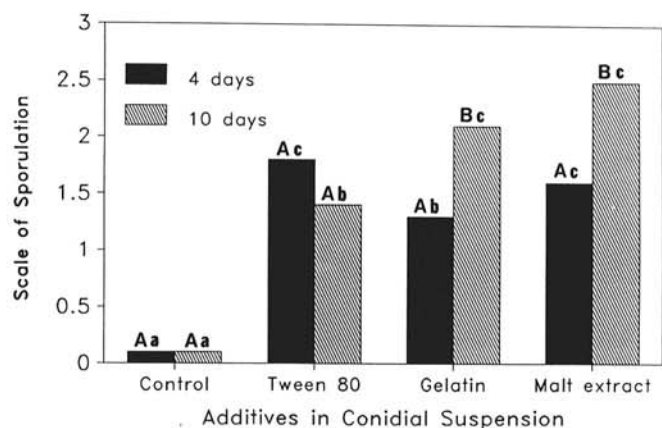 3
2.5
2
1.5
1
0.5
0
Scale of Sporulation
4 days
10 days
Aa Aa
Ac
Ab
Ab
Bc
Ac
Bc
Control Tween 80 Gelatin Malt extract
Additives in Conidial Suspension